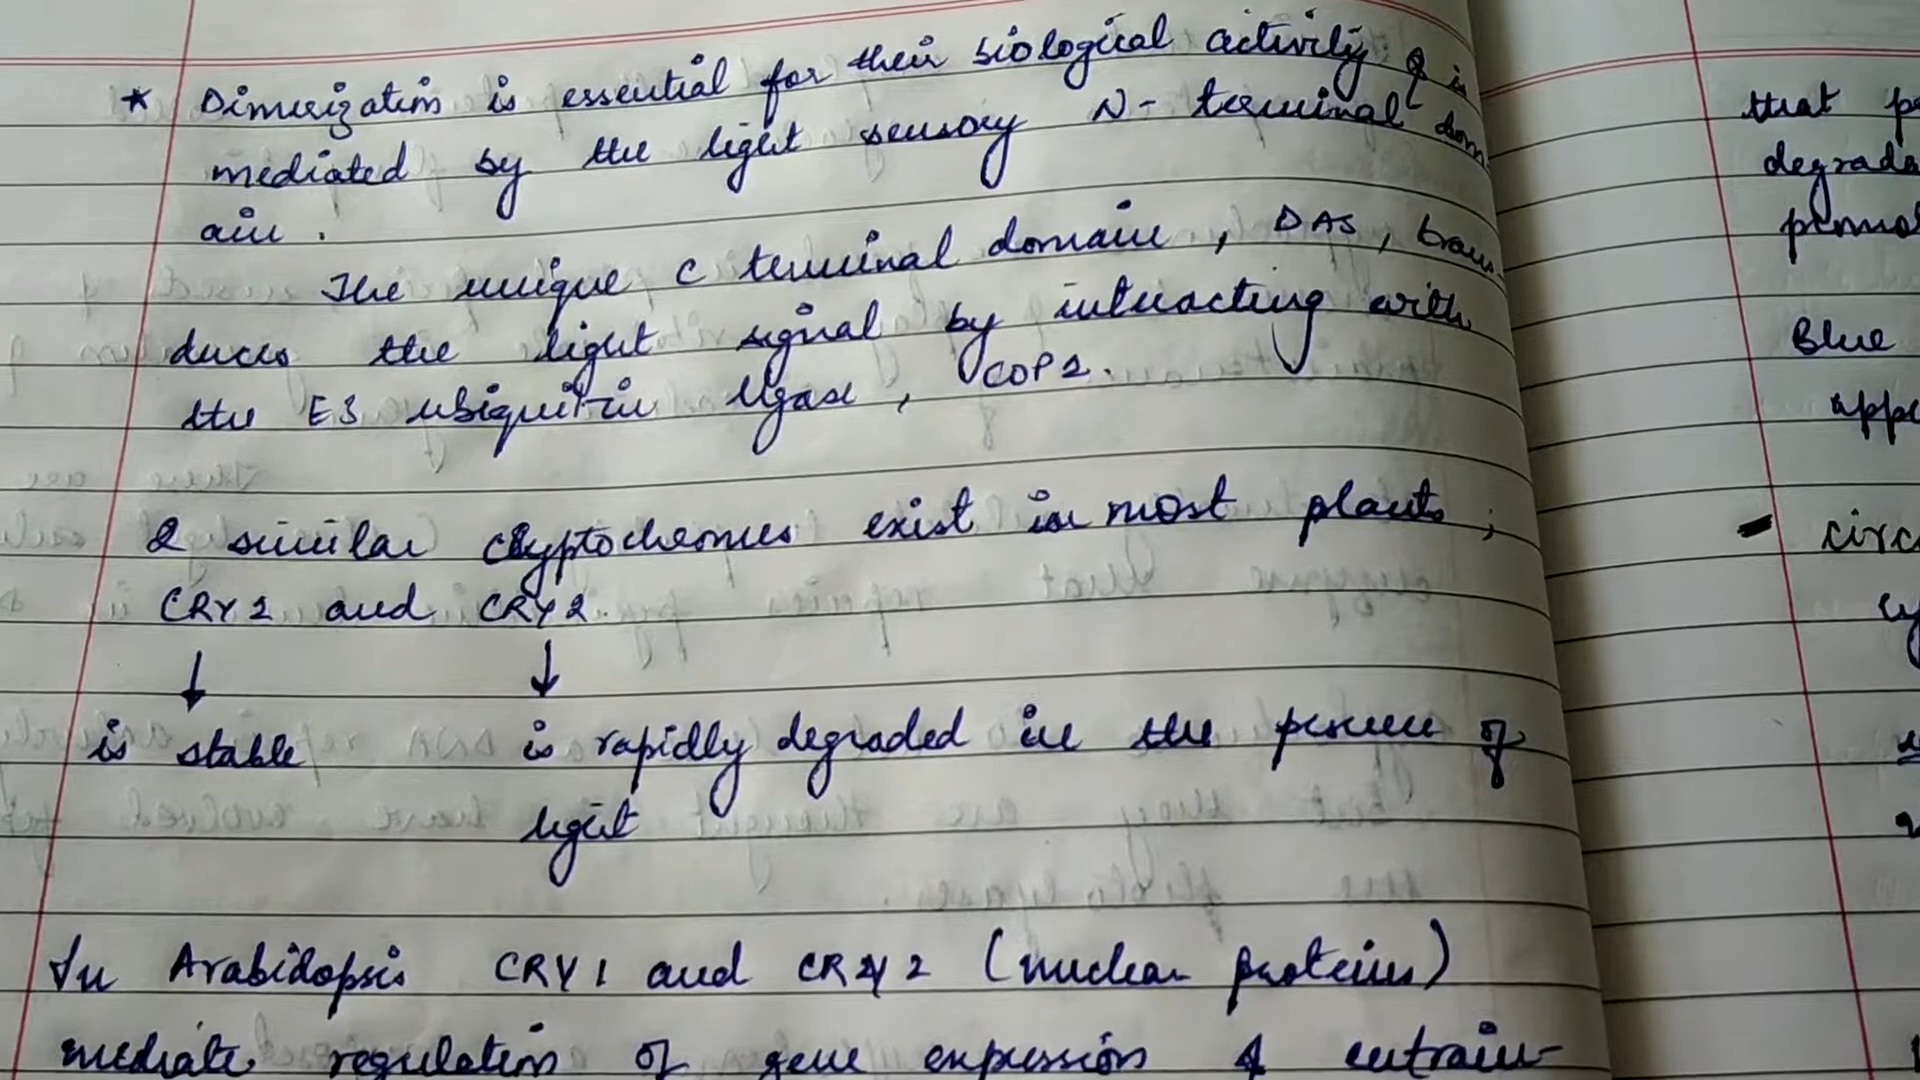 * Dimerization is essential for their biological activity & is
mediated by the light sensory N- terminal dom-
ain.
The unique C terminal domain, DAS, trans-
duces the light signal by interacting with
the E3 ubiquitin ligase, COP1.
2 similar cryptochromes exist in most plants;
CRY1 and CRY2.
↓ ↓
is stable is rapidly degraded in the presence of
light
In Arabidopsis CRY1 and CRY2 (nuclear proteins)
mediate regulation of gene expression & entrain-
that
Blue